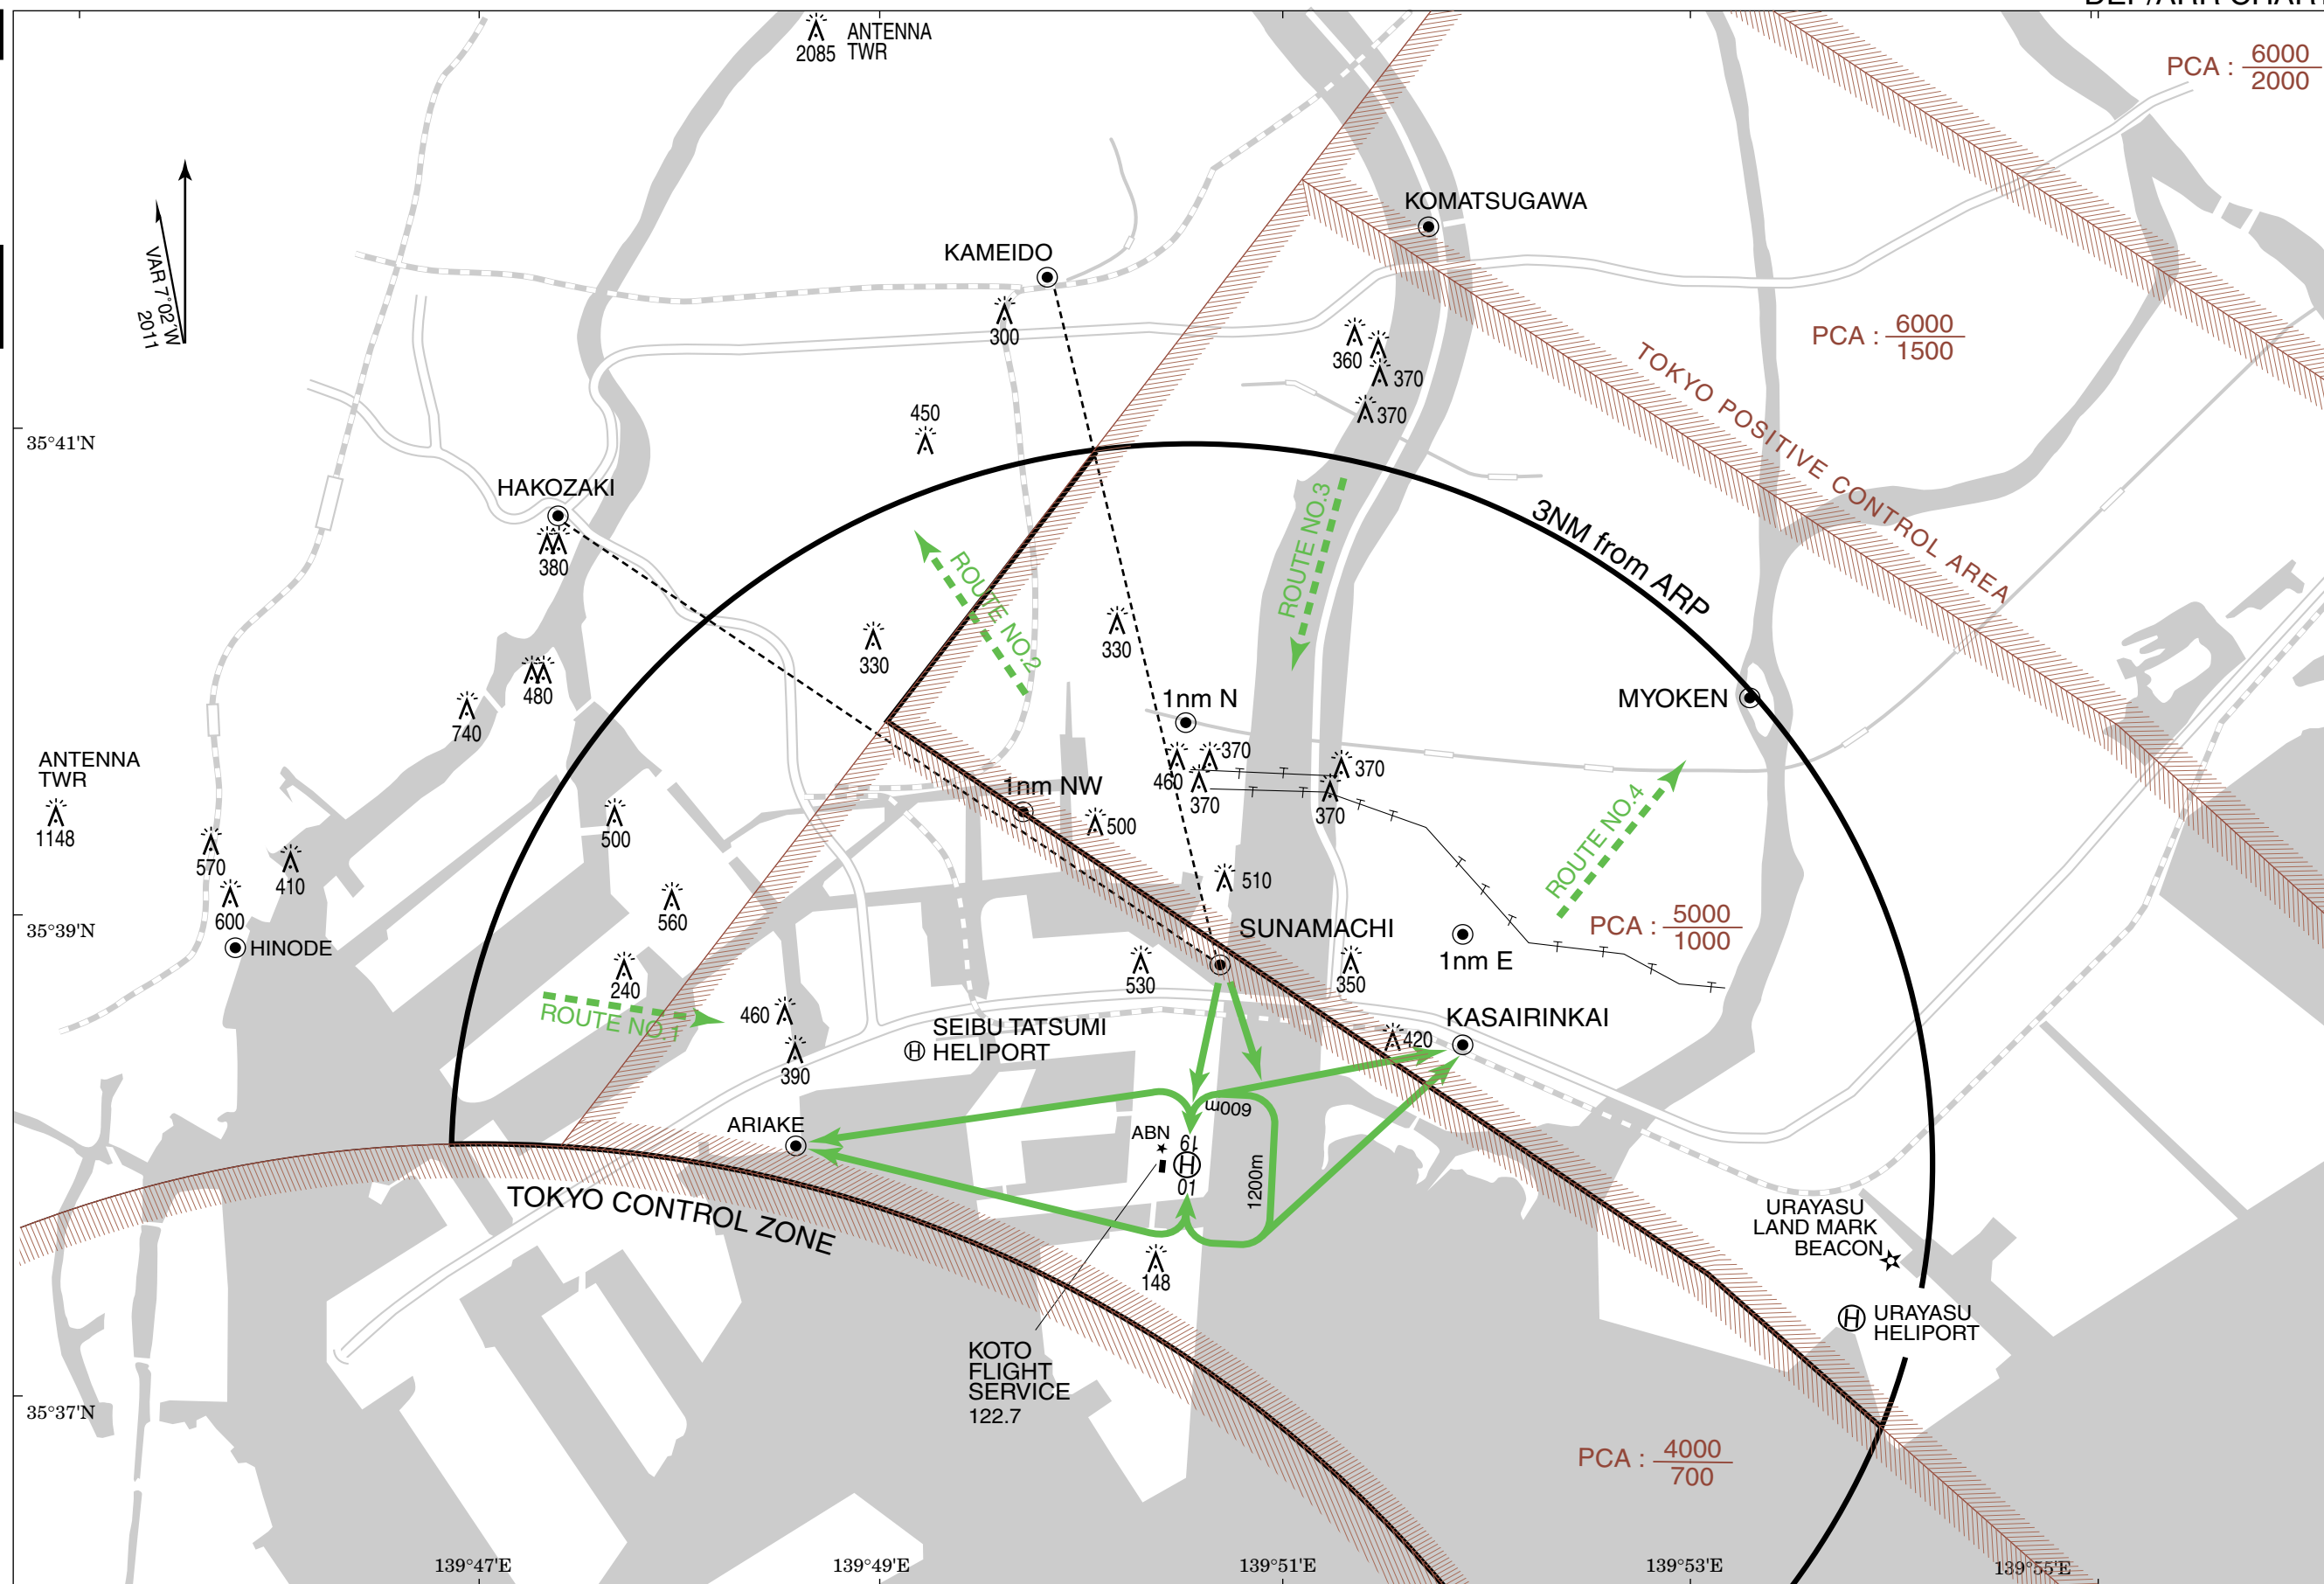 ANTENNA
TWR
2085
PCA : 6000
2000
VAR 7°02'W
2011
KOMATSUGAWA
KAMEIDO
300
360
370
370
PCA : 6000
1500
TOKYO POSITIVE CONTROL AREA
450
35°41'N
HAKOZAKI
380
3NM from ARP
ROUTE NO.3
ROUTE NO.2
330
330
480
740
1nm N
MYOKEN
370
460
370
370
370
ANTENNA
TWR
1148
1nm NW
500
500
570
410
600
560
510
ROUTE NO.4
PCA : 5000
1000
35°39'N
HINODE
SUNAMACHI
1nm E
240
530
350
ROUTE NO.1
460
390
SEIBU TATSUMI
HELIPORT
H
420
KASAIRINKAI
ARIAKE
ABN
600m
19
H
01
1200m
TOKYO CONTROL ZONE
148
URAYASU
LAND MARK
BEACON
H
URAYASU
HELIPORT
KOTO
FLIGHT
SERVICE
122.7
35°37'N
PCA : 4000
700
139°47'E
139°49'E
139°51'E
139°53'E
139°55'E